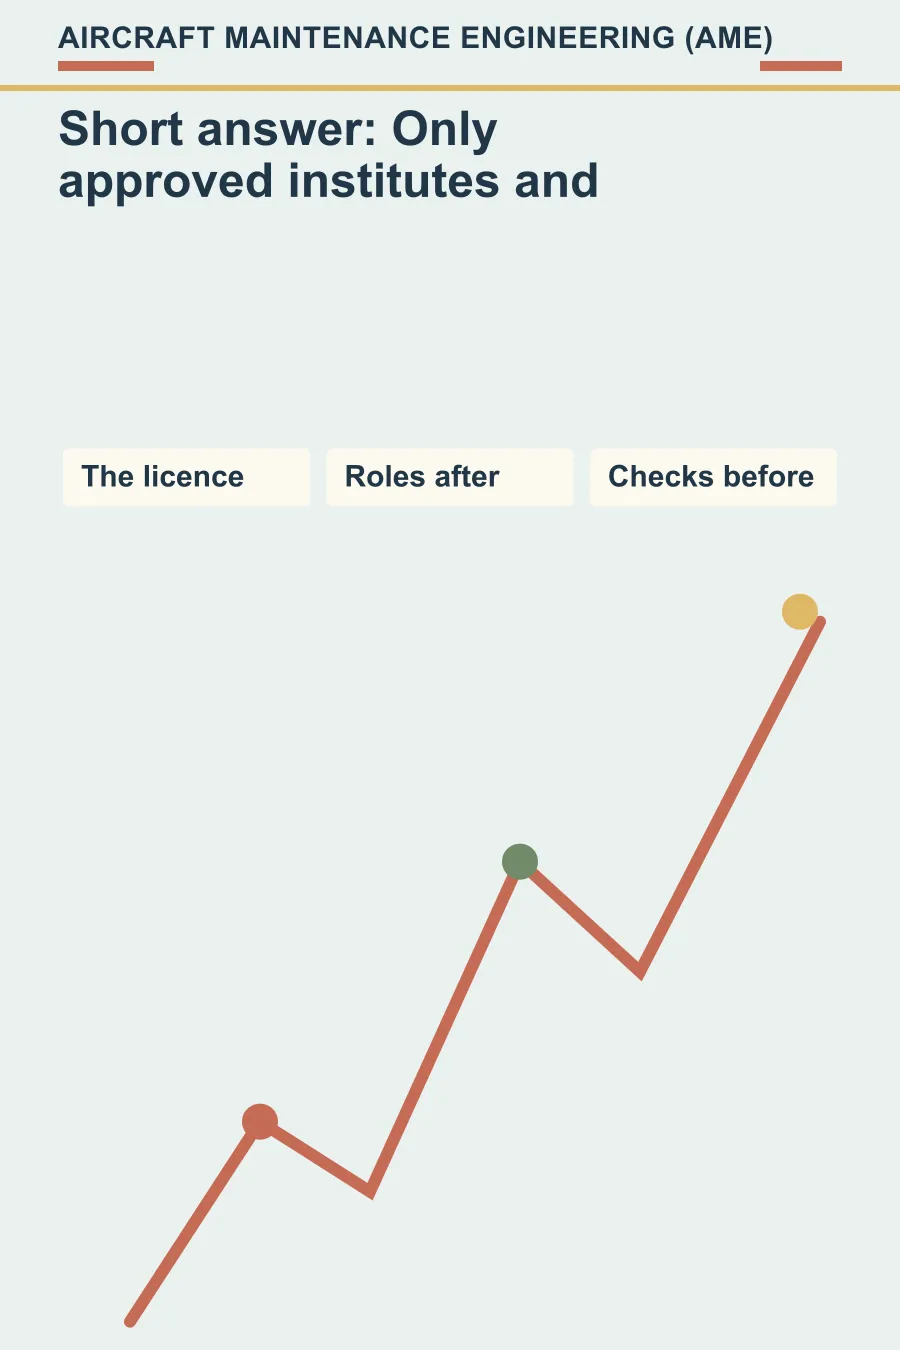 AIRCRAFT MAINTENANCE ENGINEERING (AME)
Short answer: Only
approved institutes and
The licence
Roles after
Checks before